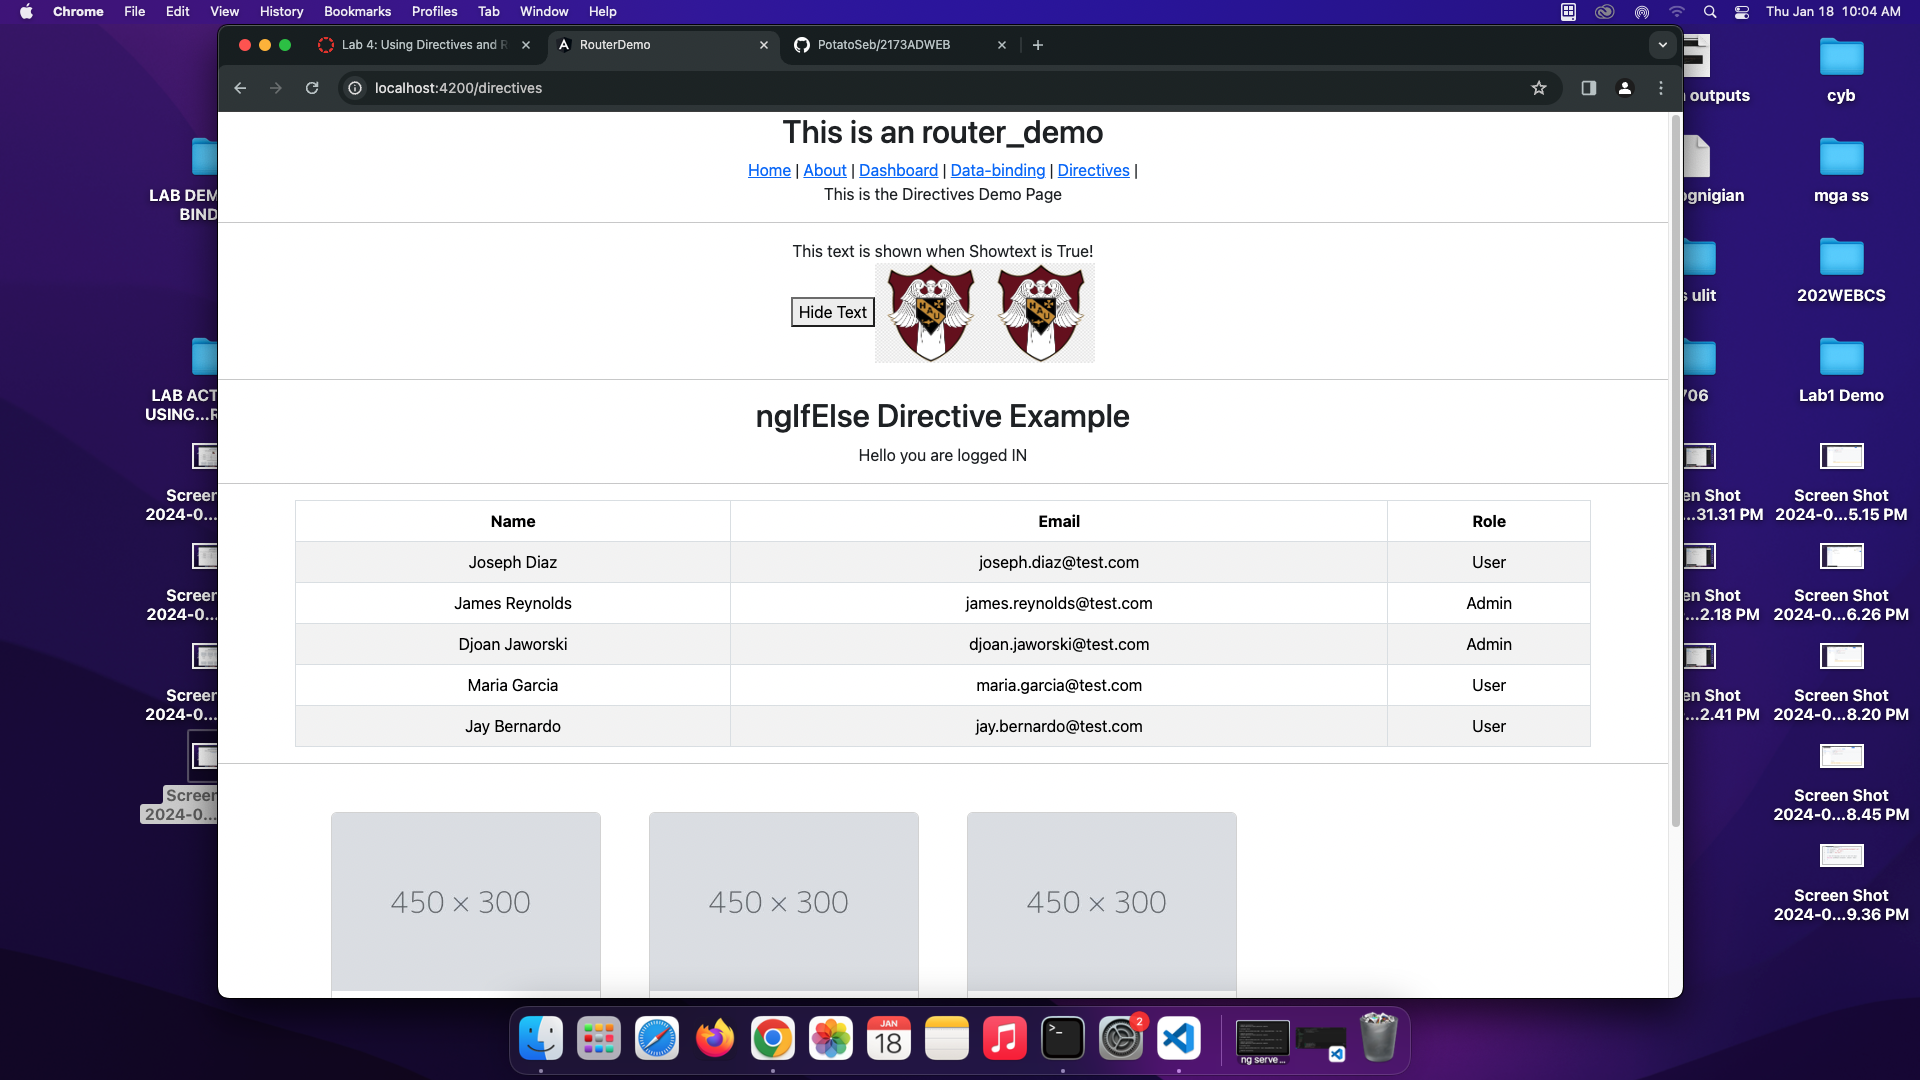 Chrome File Edit View History Bookmarks Profiles Tab Window Help Thu Jan 18 10:04 AM
Lab 4: Using Directives and R RouterDemo PotatoSeb/2173ADWEB
localhost:4200/directives
This is an router_demo
Home | About | Dashboard | Data-binding | Directives |
This is the Directives Demo Page
This text is shown when Showtext is True!
Hide Text
HAU HAU
ngIfElse Directive Example
Hello you are logged IN
Name Email Role
Joseph Diaz joseph.diaz@test.com User
James Reynolds james.reynolds@test.com Admin
Djoan Jaworski djoan.jaworski@test.com Admin
Maria Garcia maria.garcia@test.com User
Jay Bernardo jay.bernardo@test.com User
450 × 300 450 × 300 450 × 300
LAB DEM
BIND
LAB ACT
USING...R
Screen
2024-0...
Screen
2024-0...
Screen
2024-0...
Screen
2024-0...
outputs
ognigian
s ulit
706
en Shot
...31.31 PM
en Shot
...2.18 PM
en Shot
...2.41 PM
cyb
mga ss
202WEBCS
Lab1 Demo
Screen Shot
2024-0...5.15 PM
Screen Shot
2024-0...6.26 PM
Screen Shot
2024-0...8.20 PM
Screen Shot
2024-0...8.45 PM
Screen Shot
2024-0...9.36 PM
JAN
18
2
ng serve...